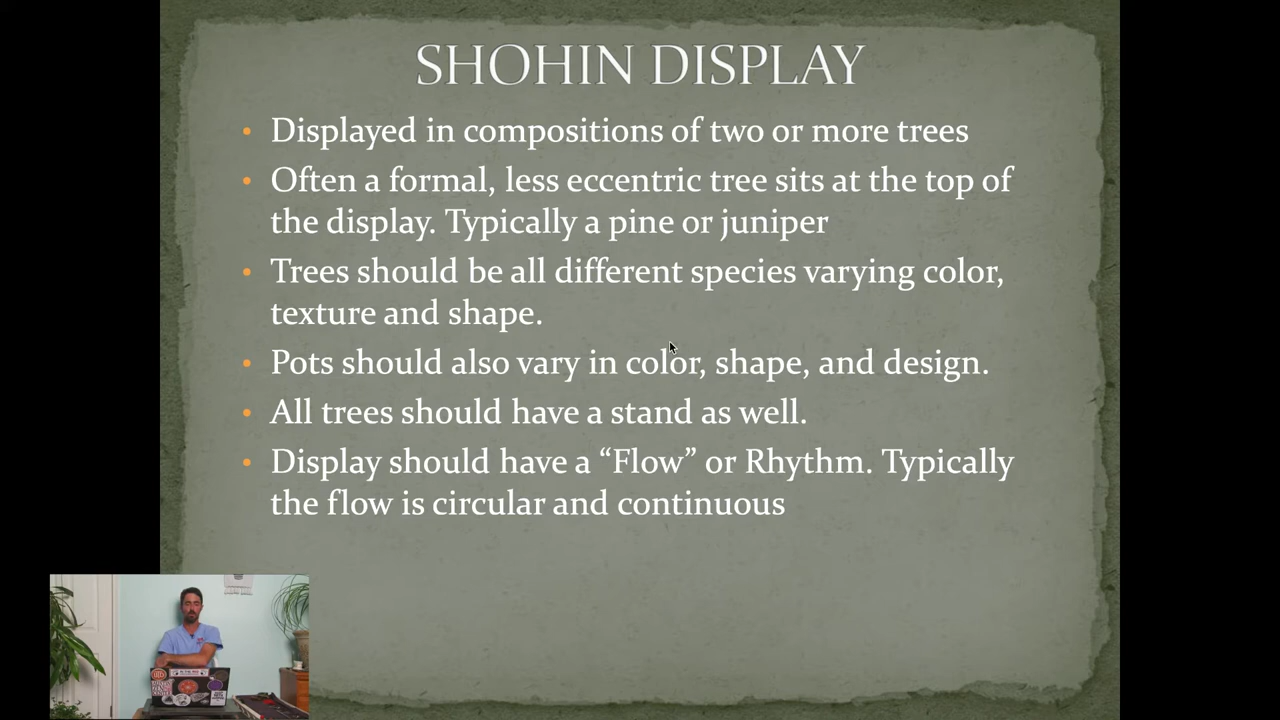 SHOHIN DISPLAY
• Displayed in compositions of two or more trees
• Often a formal, less eccentric tree sits at the top of
the display. Typically a pine or juniper
• Trees should be all different species varying color,
texture and shape.
• Pots should also vary in color, shape, and design.
• All trees should have a stand as well.
• Display should have a “Flow” or Rhythm. Typically
the flow is circular and continuous